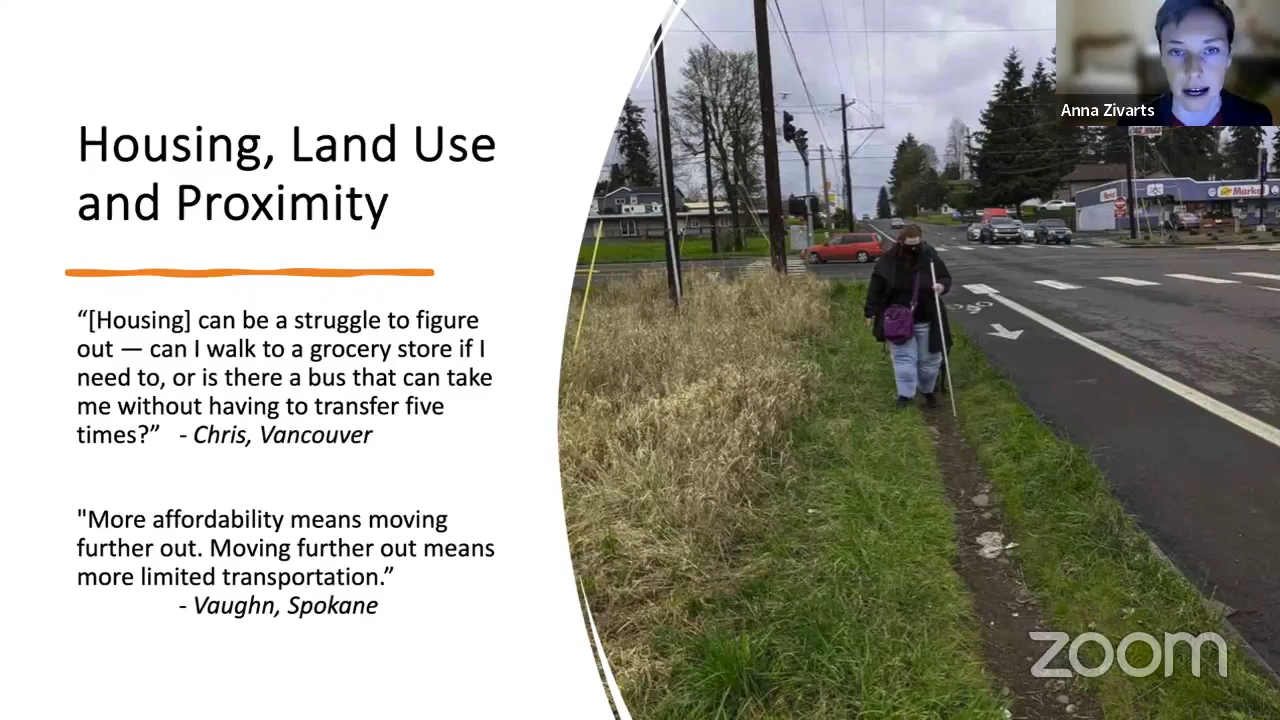 Housing, Land Use
and Proximity
“[Housing] can be a struggle to figure
out — can I walk to a grocery store if I
need to, or is there a bus that can take
me without having to transfer five
times?” - Chris, Vancouver
"More affordability means moving
further out. Moving further out means
more limited transportation.”
- Vaughn, Spokane
Anna Zivarts
Market
zoom